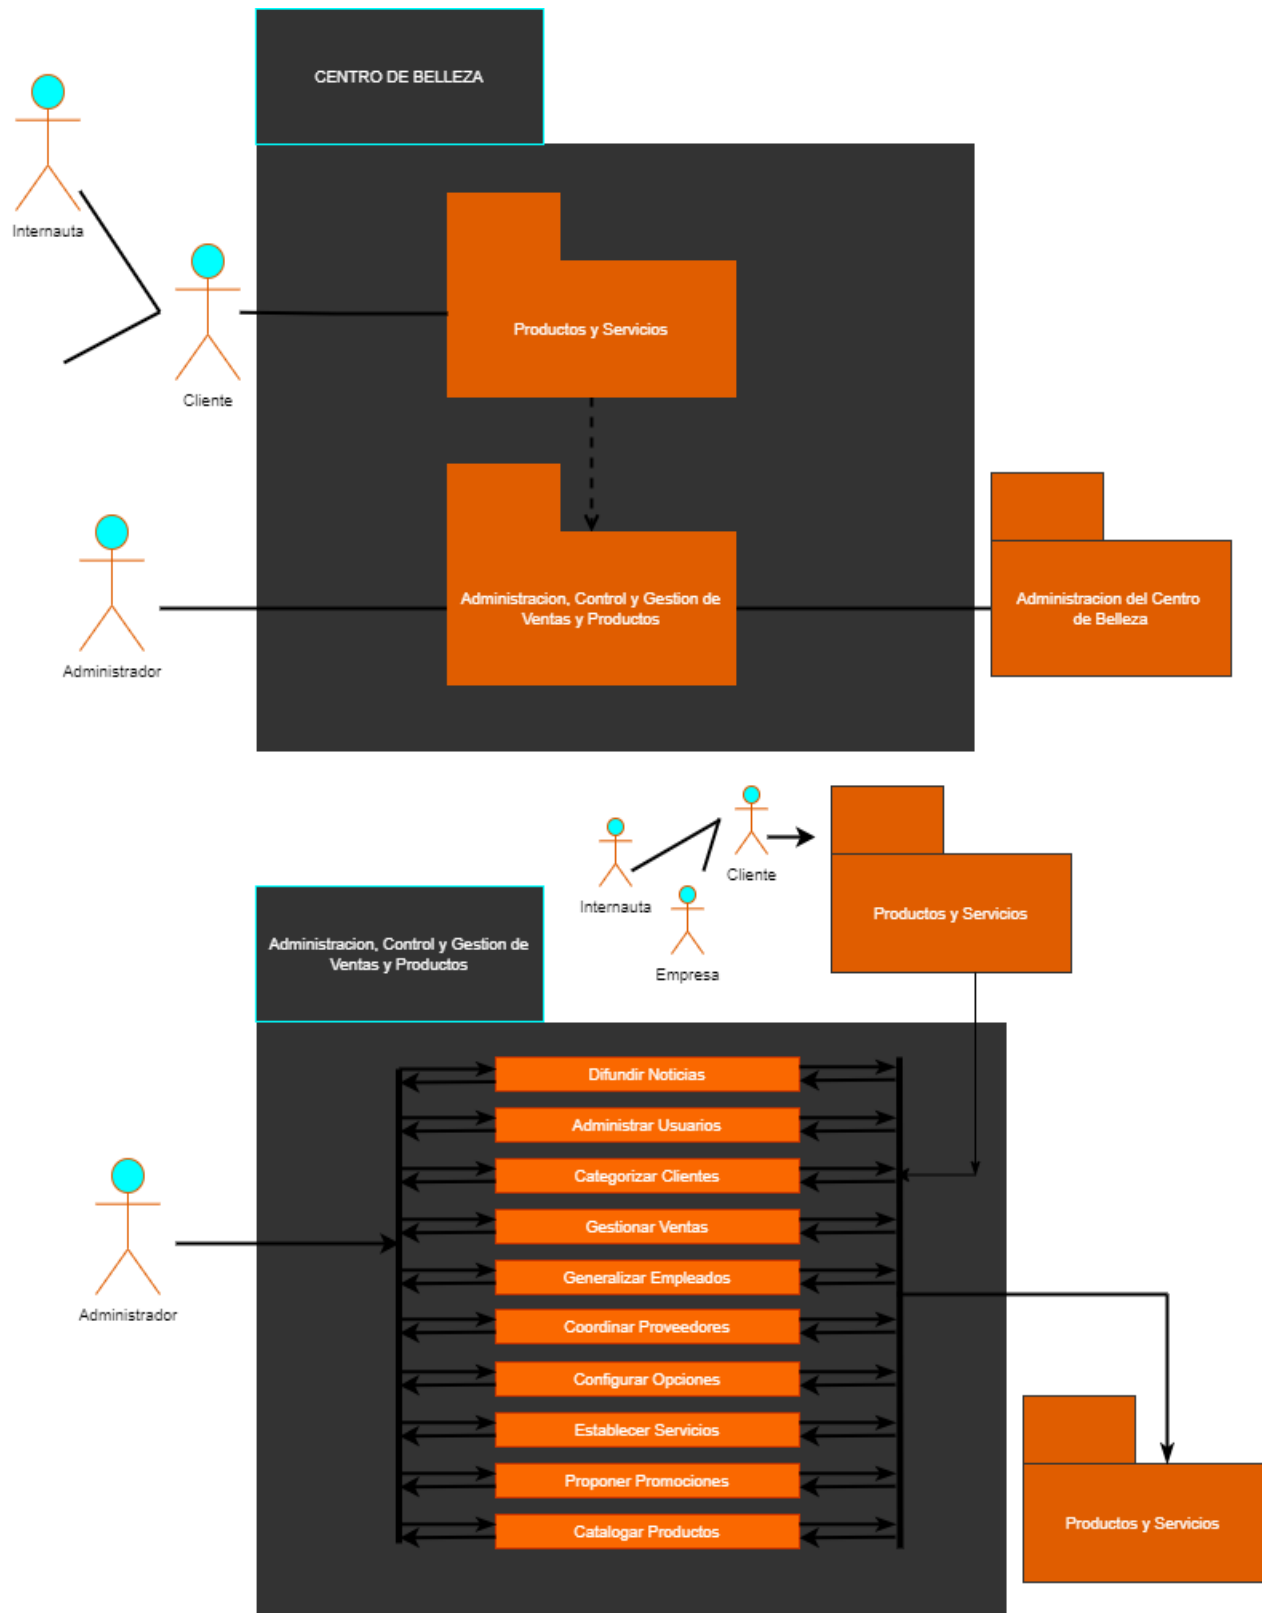 CENTRO DE BELLEZA
Internauta
Cliente
Productos y Servicios
Administrador
Administracion, Control y Gestion de
Ventas y Productos
Administracion del Centro
de Belleza
Internauta
Cliente
Empresa
Productos y Servicios
Administracion, Control y Gestion de
Ventas y Productos
Difundir Noticias
Administrar Usuarios
Categorizar Clientes
Gestionar Ventas
Generalizar Empleados
Coordinar Proveedores
Configurar Opciones
Establecer Servicios
Proponer Promociones
Catalogar Productos
Administrador
Productos y Servicios